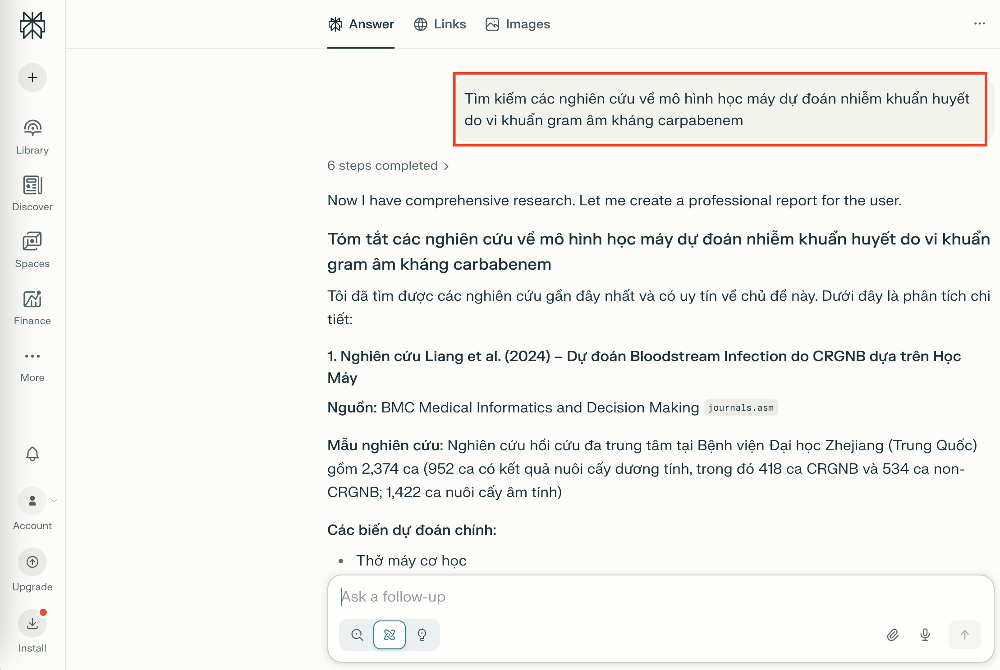 Answer
Links
Images
Library
Discover
Spaces
Finance
More
Account
Upgrade
Install
Tìm kiếm các nghiên cứu về mô hình học máy dự đoán nhiễm khuẩn huyết
do vi khuẩn gram âm kháng carpabenem
6 steps completed
Now I have comprehensive research. Let me create a professional report for the user.
Tóm tắt các nghiên cứu về mô hình học máy dự đoán nhiễm khuẩn huyết do vi khuẩn
gram âm kháng carbabenem
Tôi đã tìm được các nghiên cứu gần đây nhất và có uy tín về chủ đề này. Dưới đây là phân tích chi
tiết:
1. Nghiên cứu Liang et al. (2024) – Dự đoán Bloodstream Infection do CRGNB dựa trên Học
Máy
Nguồn: BMC Medical Informatics and Decision Making journals.asm
Mẫu nghiên cứu: Nghiên cứu hồi cứu đa trung tâm tại Bệnh viện Đại học Zhejiang (Trung Quốc)
gồm 2,374 ca (952 ca có kết quả nuôi cấy dương tính, trong đó 418 ca CRGNB và 534 ca non-
CRGNB; 1,422 ca nuôi cấy âm tính)
Các biến dự đoán chính:
• Thở máy cơ học
Ask a follow-up